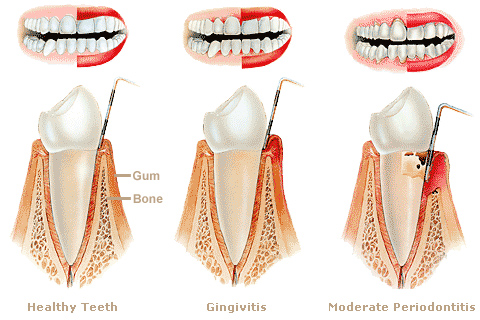 Gum
Bone
Healthy Teeth
Gingivitis
Moderate Periodontitis